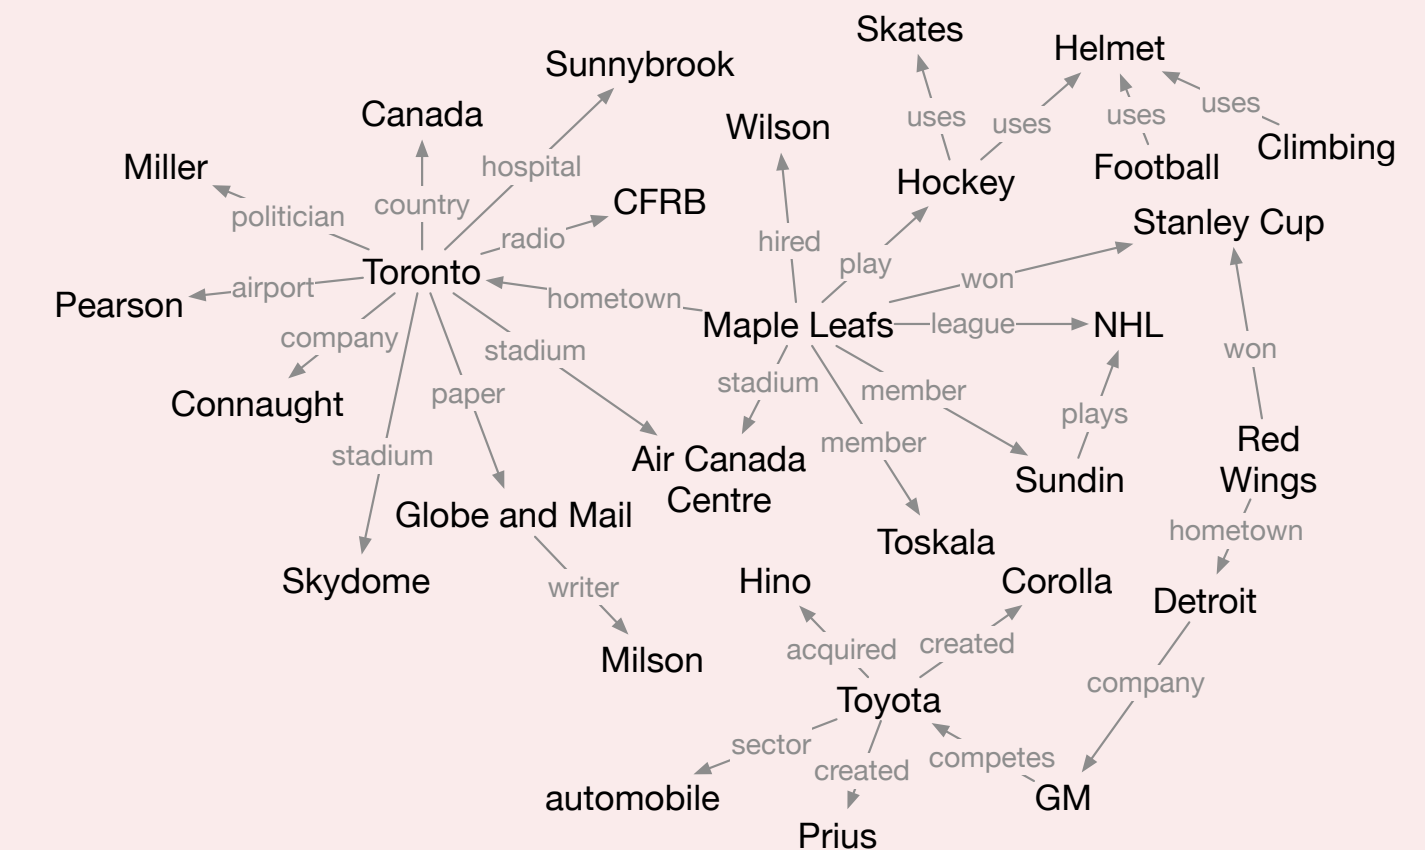 Skates
Helmet
Sunnybrook
uses
Canada
uses
uses
uses
Wilson
Climbing
Miller
hospital
Football
Hockey
politician
country
CFRB
Stanley Cup
radio
hired
play
Toronto
won
airport
hometown
Pearson
Maple Leafs
league
NHL
company
stadium
won
stadium
member
paper
Connaught
plays
member
stadium
Air Canada
Centre
Red
Wings
Sundin
Globe and Mail
hometown
Toskala
Skydome
writer
Hino
Corolla
Detroit
acquired
created
Milson
company
Toyota
sector
competes
created
automobile
GM
Prius